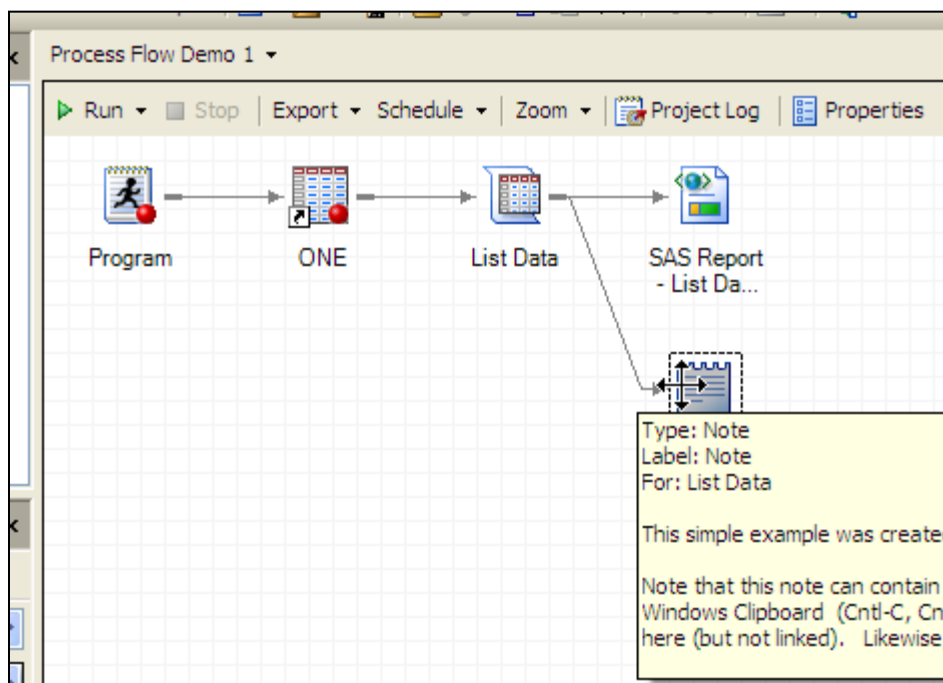 Process Flow Demo 1
Run Stop Export Schedule Zoom Project Log Properties
Program ONE List Data SAS Report
- List Da...
Type: Note
Label: Note
For: List Data
This simple example was create
Note that this note can contain
Windows Clipboard (Cntl-C, Cn
here (but not linked). Likewise